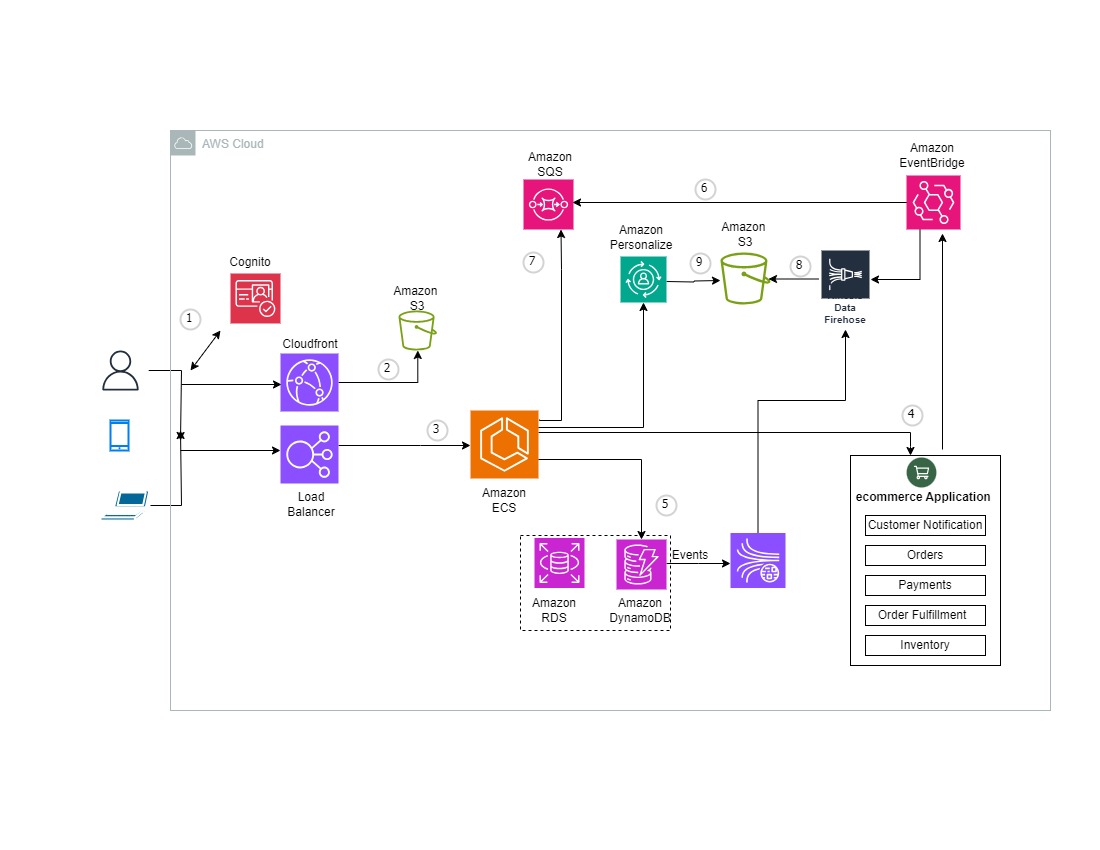 AWS Cloud
Amazon
SQS
Amazon
EventBridge
6
Amazon
Personalize
Amazon
S3
7
9
8
Cognito
Data
Firehose
Amazon
S3
1
Cloudfront
2
3
4
Load
Balancer
Amazon
ECS
5
ecommerce Application
Customer Notification
Orders
Payments
Order Fulfillment
Inventory
Events
Amazon
RDS
Amazon
DynamoDB